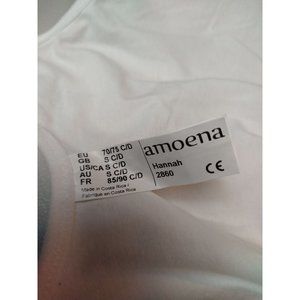 EU 70/75 C/D
GB S C/D
US/CA S C/D
AU S C/D
FR 85/90 C/D
Made in Costa Rica /
Fabriqué en Costa Rica
amoena
Hannah
2860
CE